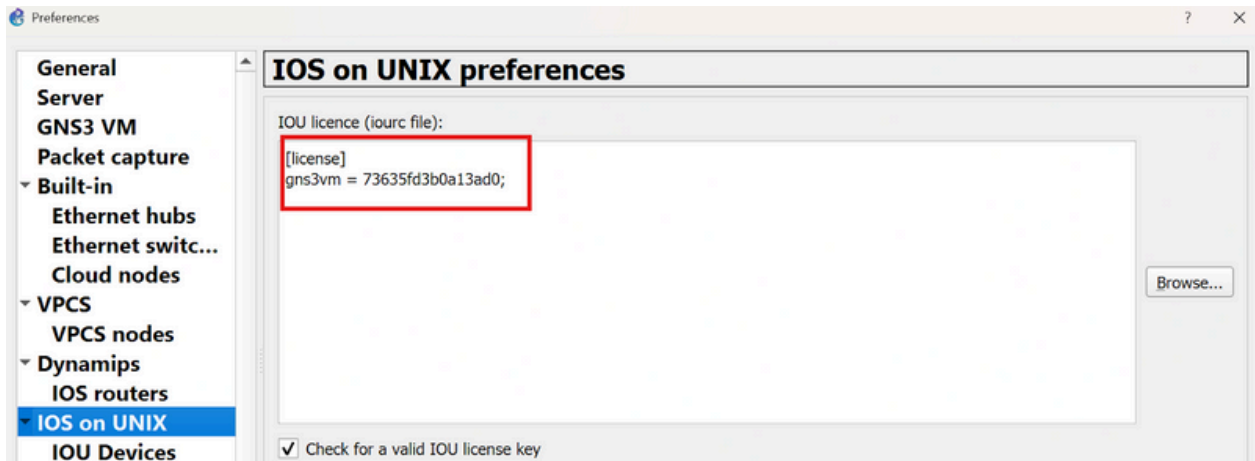 Preferences
?
General
Server
GNS3 VM
Packet capture
Built-in
Ethernet hubs
Ethernet switc...
Cloud nodes
VPCS
VPCS nodes
Dynamips
IOS routers
IOS on UNIX
IOU Devices
IOS on UNIX preferences
IOU licence (iourc file):
[license]
gns3vm = 73635fd3b0a13ad0;
Browse...
Check for a valid IOU license key